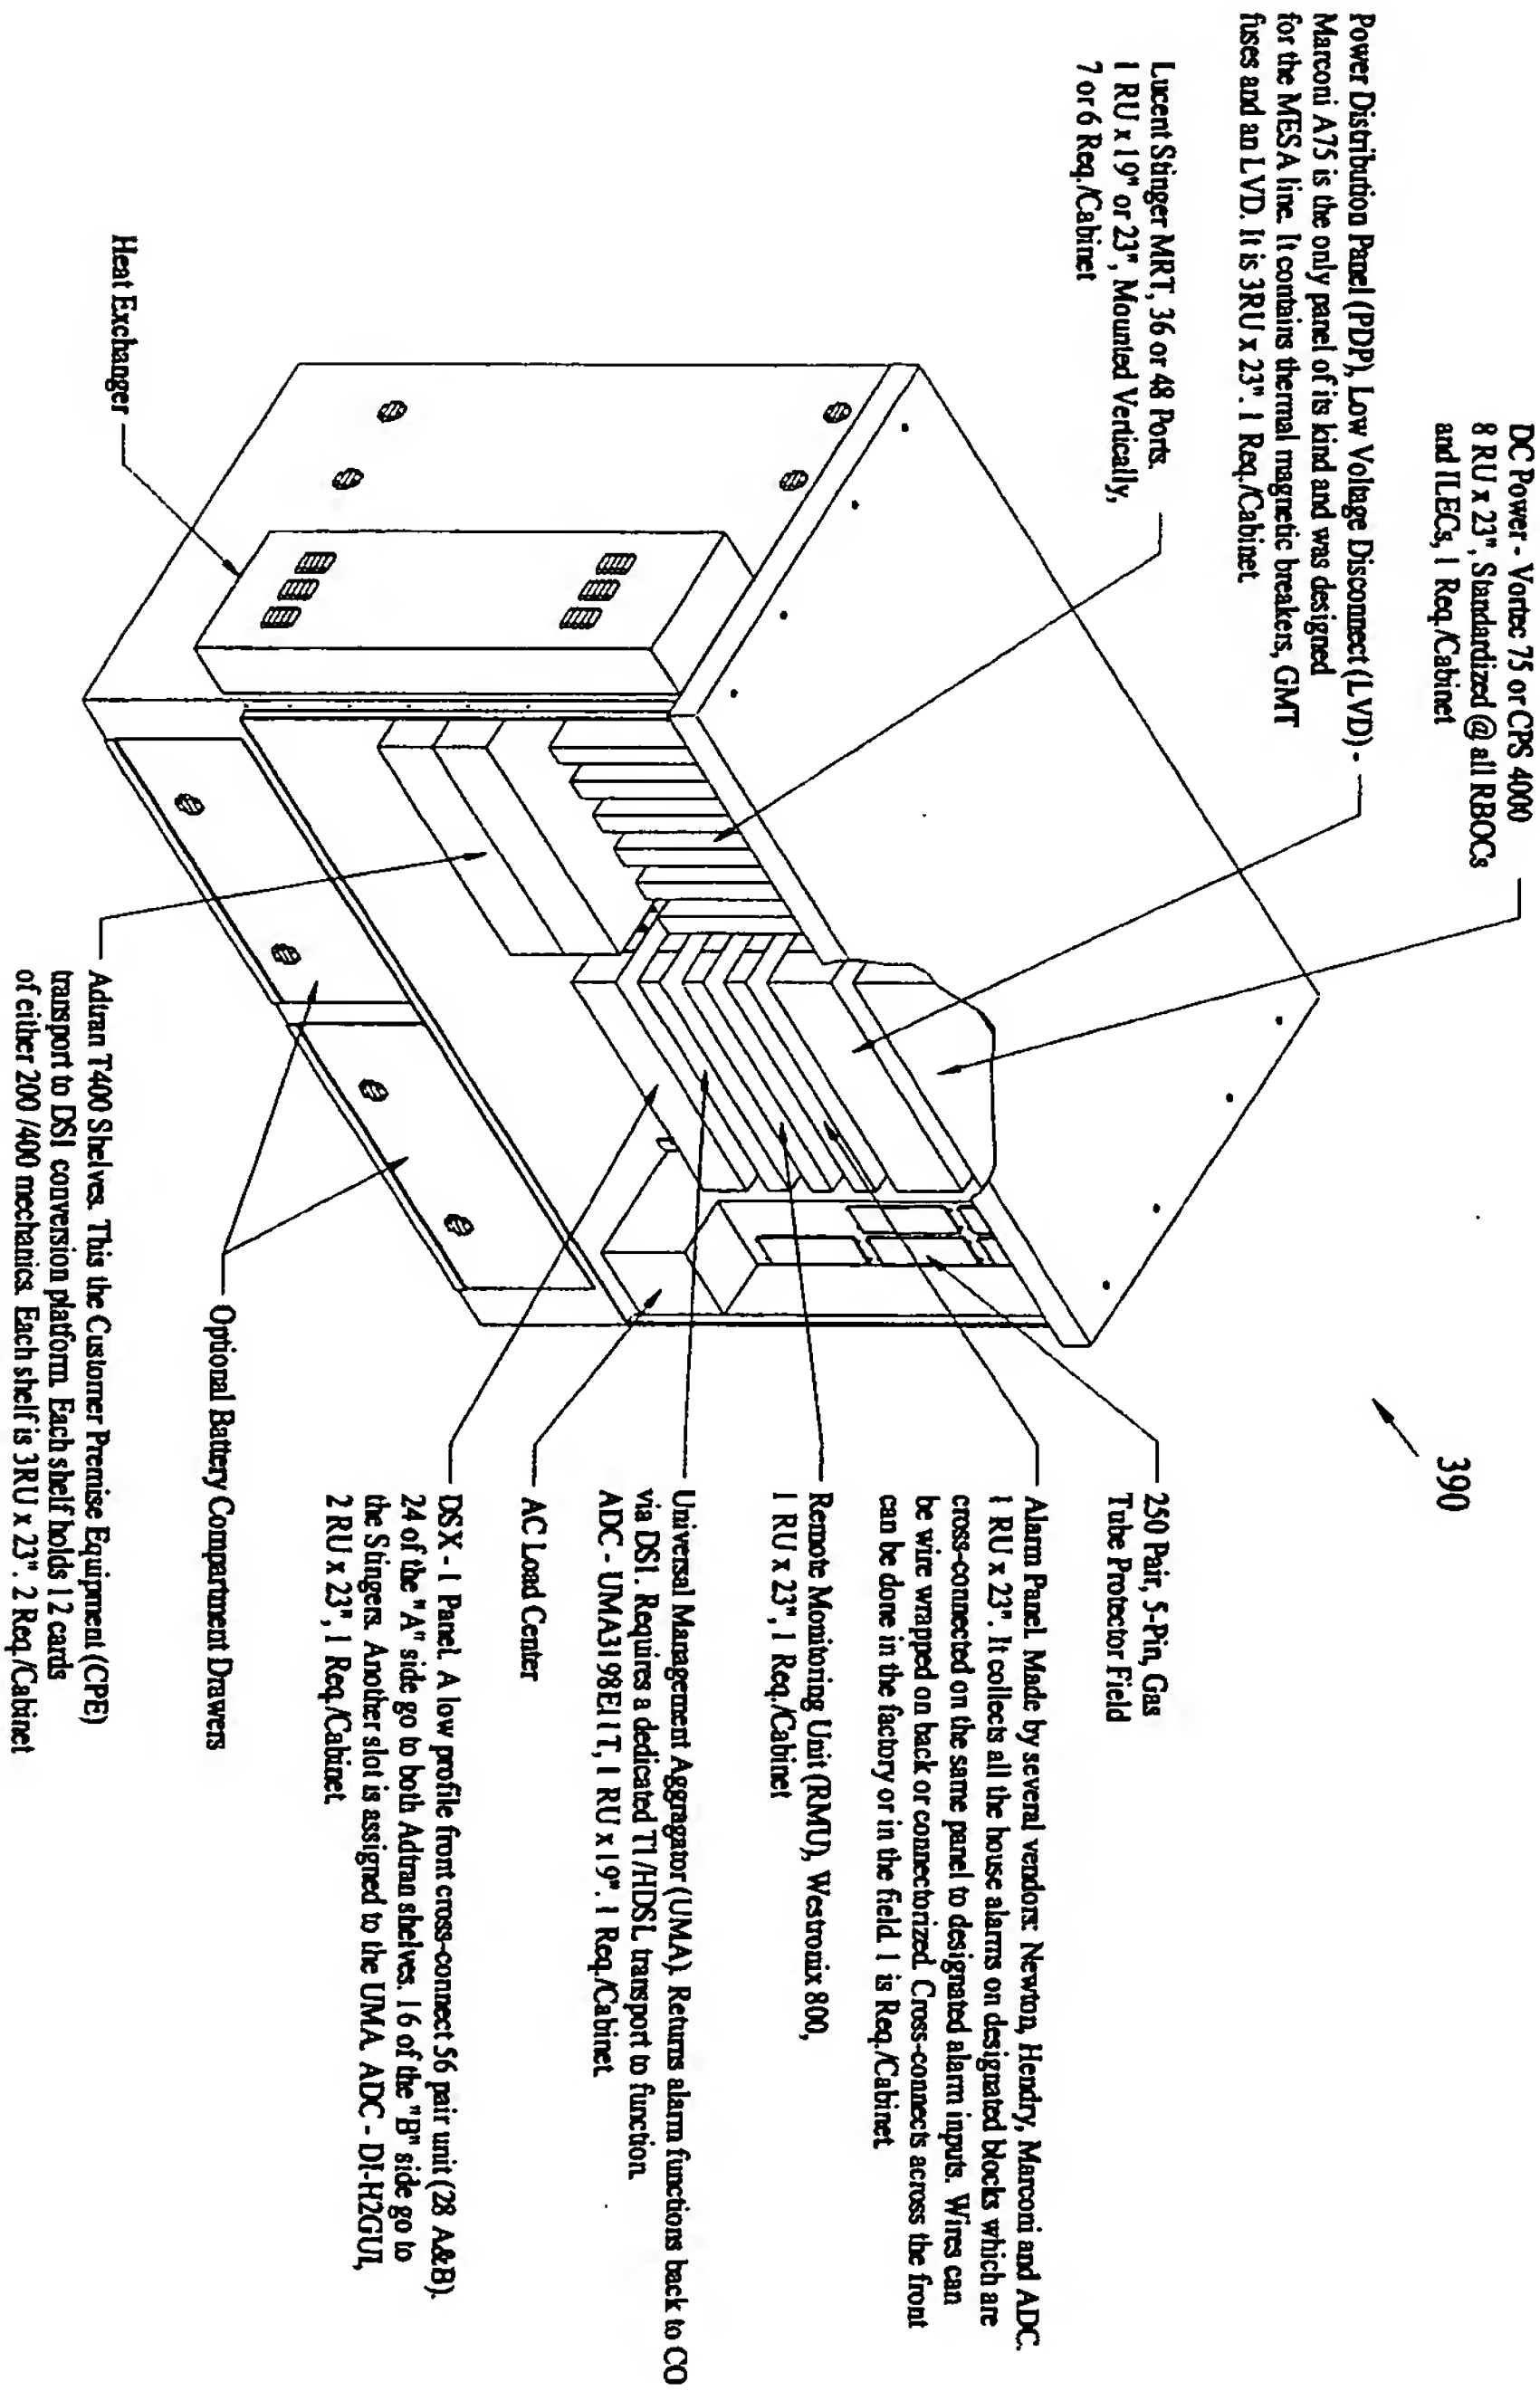 DC Power - Vortec 75 or CPS 4000
8 RU x 23", Standardized @ all RBOCs
and ILECs, 1 Req./Cabinet
Power Distribution Panel (PDP), Low Voltage Disconnect (LVD) -
Marconi A75 is the only panel of its kind and was designed
for the MESA line. It contains thermal magnetic breakers, GMT
fuses and an LVD. It is 3RU x 23". 1 Req./Cabinet.
Lucent Stinger MRT, 36 or 48 Ports.
1 RU x 19" or 23", Mounted Vertically,
7 or 6 Req./Cabinet
Heat Exchanger
390
250 Pair, 5-Pin, Gas
Tube Protector Field
Alarm Panel. Made by several vendors: Newton, Hendry, Marconi and ADC.
1 RU x 23". It collects all the house alarms on designated blocks which are
cross-connected on the same panel to designated alarm inputs. Wires can
be wire wrapped on back or connectorized. Cross-connects across the front
can be done in the factory or in the field. 1 is Req./Cabinet.
Remote Monitoring Unit (RMU), Westronix 800,
1 RU x 23", 1 Req./Cabinet
Universal Management Aggragator (UMA). Returns alarm functions back to CO
via DS1. Requires a dedicated T1/HDSL transport to function.
ADC - UMA3198E11T, 1 RU x 19". 1 Req./Cabinet.
AC Load Center
DSX - 1 Panel. A low profile front cross-connect 56 pair unit (28 A&B).
24 of the "A" side go to both Adtran shelves. 16 of the "B" side go to
the Stingers. Another slot is assigned to the UMA. ADC - DI-H2GU1,
2 RU x 23", 1 Req./Cabinet.
Optional Battery Compartment Drawers
Adtran T400 Shelves. This the Customer Premise Equipment (CPE)
transport to DS1 conversion platform. Each shelf holds 12 cards
of either 200 /400 mechanics. Each shelf is 3RU x 23". 2 Req./Cabinet